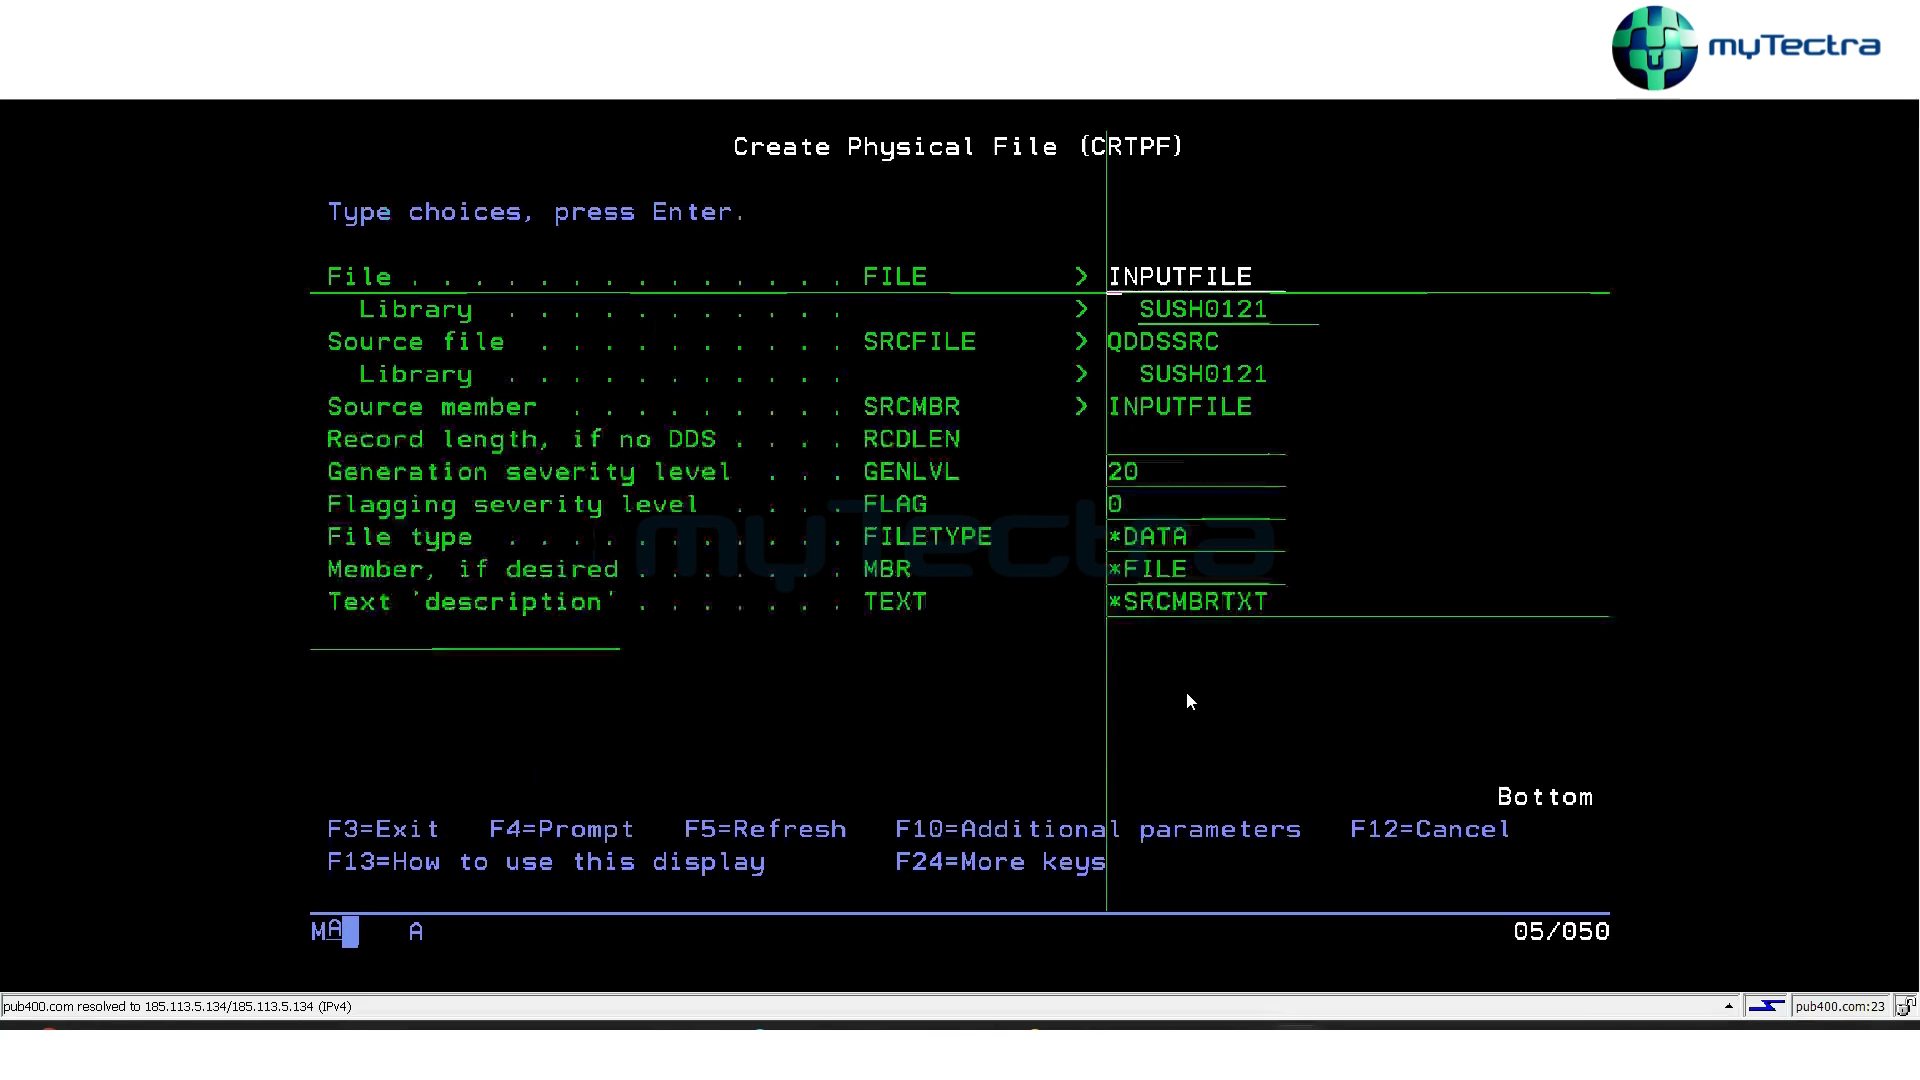 myTectra
Create Physical File (CRTPF)
Type choices, press Enter.
File . . . . . . . . . . . . . . FILE > INPUTFILE
Library . . . . . . . . . . . > SUSH0121
Source file . . . . . . . . . . SRCFILE > QDDSSRC
Library . . . . . . . . . . . > SUSH0121
Source member . . . . . . . . . SRCMBR > INPUTFILE
Record length, if no DDS . . . . RCDLEN
Generation severity level . . . GENLVL 20
Flagging severity level . . . . FLAG 0
File type . . . . . . . . . . . FILETYPE *DATA
Member, if desired . . . . . . . MBR *FILE
Text 'description' . . . . . . . TEXT *SRCMBRTXT
myTectra
Bottom
F3=Exit F4=Prompt F5=Refresh F10=Additional parameters F12=Cancel
F13=How to use this display F24=More keys
MA A 05/050
pub400.com resolved to 185.113.5.134/185.113.5.134 (IPv4) pub400.com:23